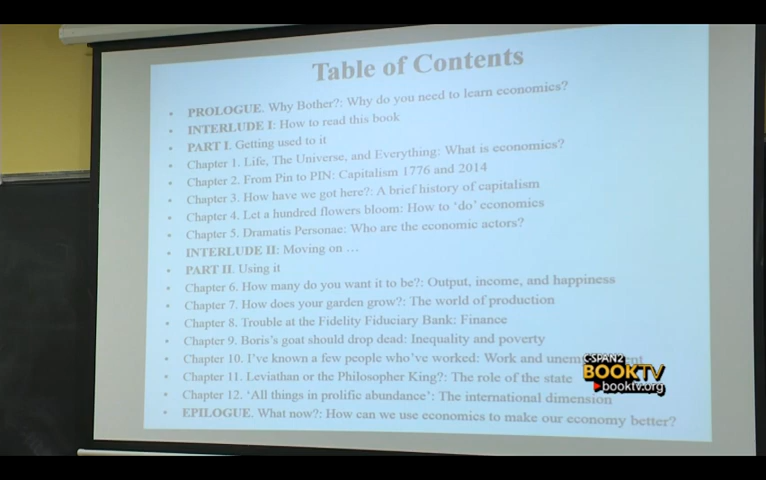 Table of Contents
• PROLOGUE. Why Bother?: Why do you need to learn economics?
• INTERLUDE I: How to read this book
• PART I. Getting used to it
• Chapter 1. Life, The Universe, and Everything: What is economics?
• Chapter 2. From Pin to PIN: Capitalism 1776 and 2014
• Chapter 3. How have we got here?: A brief history of capitalism
• Chapter 4. Let a hundred flowers bloom: How to ‘do’ economics
• Chapter 5. Dramatis Personae: Who are the economic actors?
• INTERLUDE II: Moving on …
• PART II. Using it
• Chapter 6. How many do you want it to be?: Output, income, and happiness
• Chapter 7. How does your garden grow?: The world of production
• Chapter 8. Trouble at the Fidelity Fiduciary Bank: Finance
• Chapter 9. Boris’s goat should drop dead: Inequality and poverty
• Chapter 10. I’ve known a few people who’ve worked: Work and
• Chapter 11. Leviathan or the Philosopher King?: The role of the state
• Chapter 12. ‘All things in prolific abundance’: The international dimension
• EPILOGUE. What now?: How can we use economics to make our economy better?
C-SPAN2
BOOKTV
booktv.org